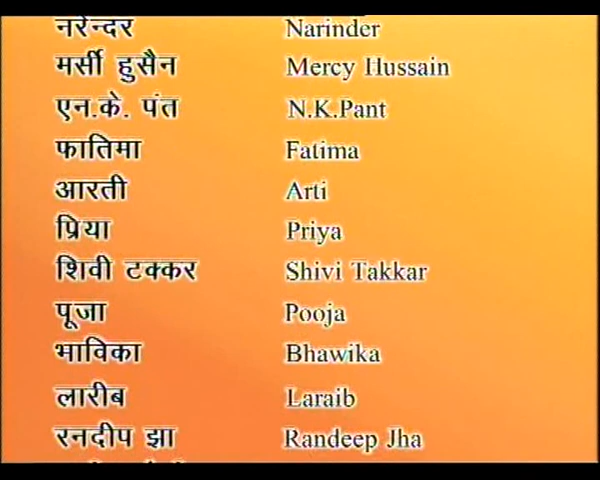 नरेन्दर Narinder
मर्सी हुसैन Mercy Hussain
एन.के. पंत N.K.Pant
फातिमा Fatima
आरती Arti
प्रिया Priya
शिवी टक्कर Shivi Takkar
पूजा Pooja
भाविका Bhawika
लारीब Laraib
रनदीप झा Randeep Jha